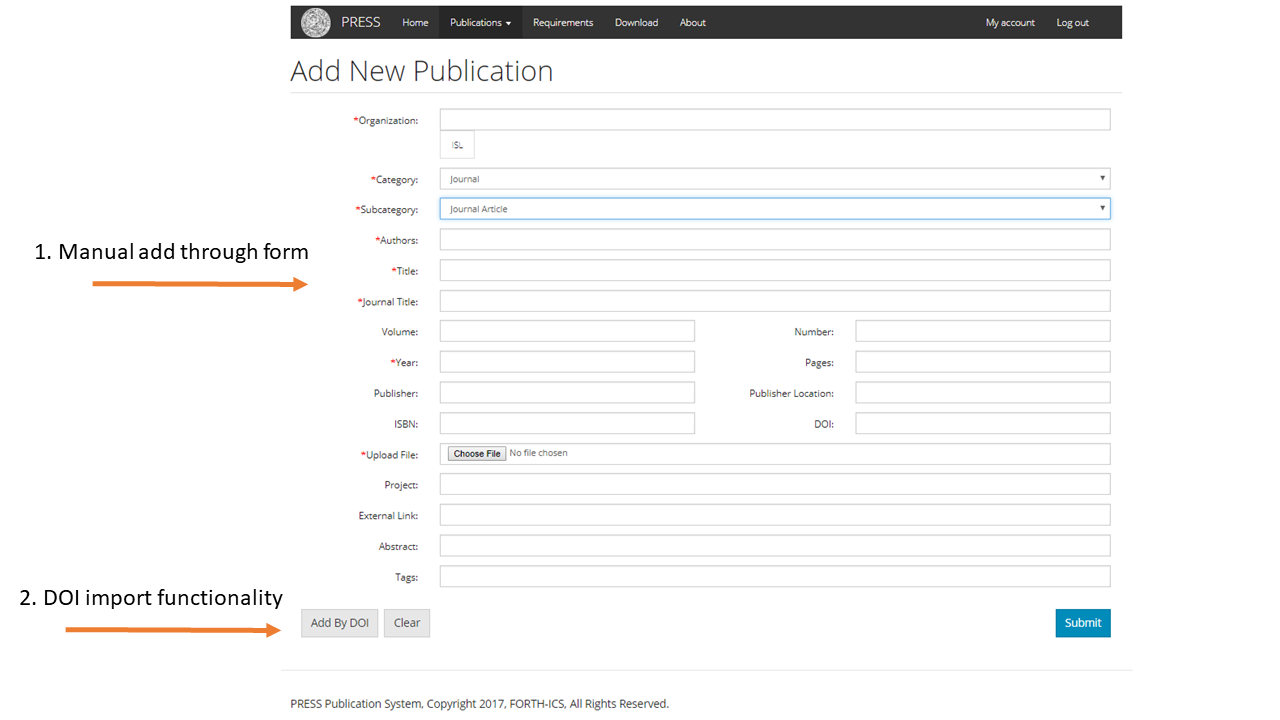 PRESS Home Publications Requirements Download About My account Log out
Add New Publication
*Organization:
ISL
*Category: Journal
*Subcategory: Journal Article
1. Manual add through form
*Authors:
*Title:
*Journal Title:
Volume: Number:
*Year: Pages:
Publisher: Publisher Location:
ISBN: DOI:
*Upload File: Choose File No file chosen
Project:
External Link:
Abstract:
Tags:
2. DOI import functionality
Add By DOI Clear Submit
PRESS Publication System, Copyright 2017, FORTH-ICS, All Rights Reserved.